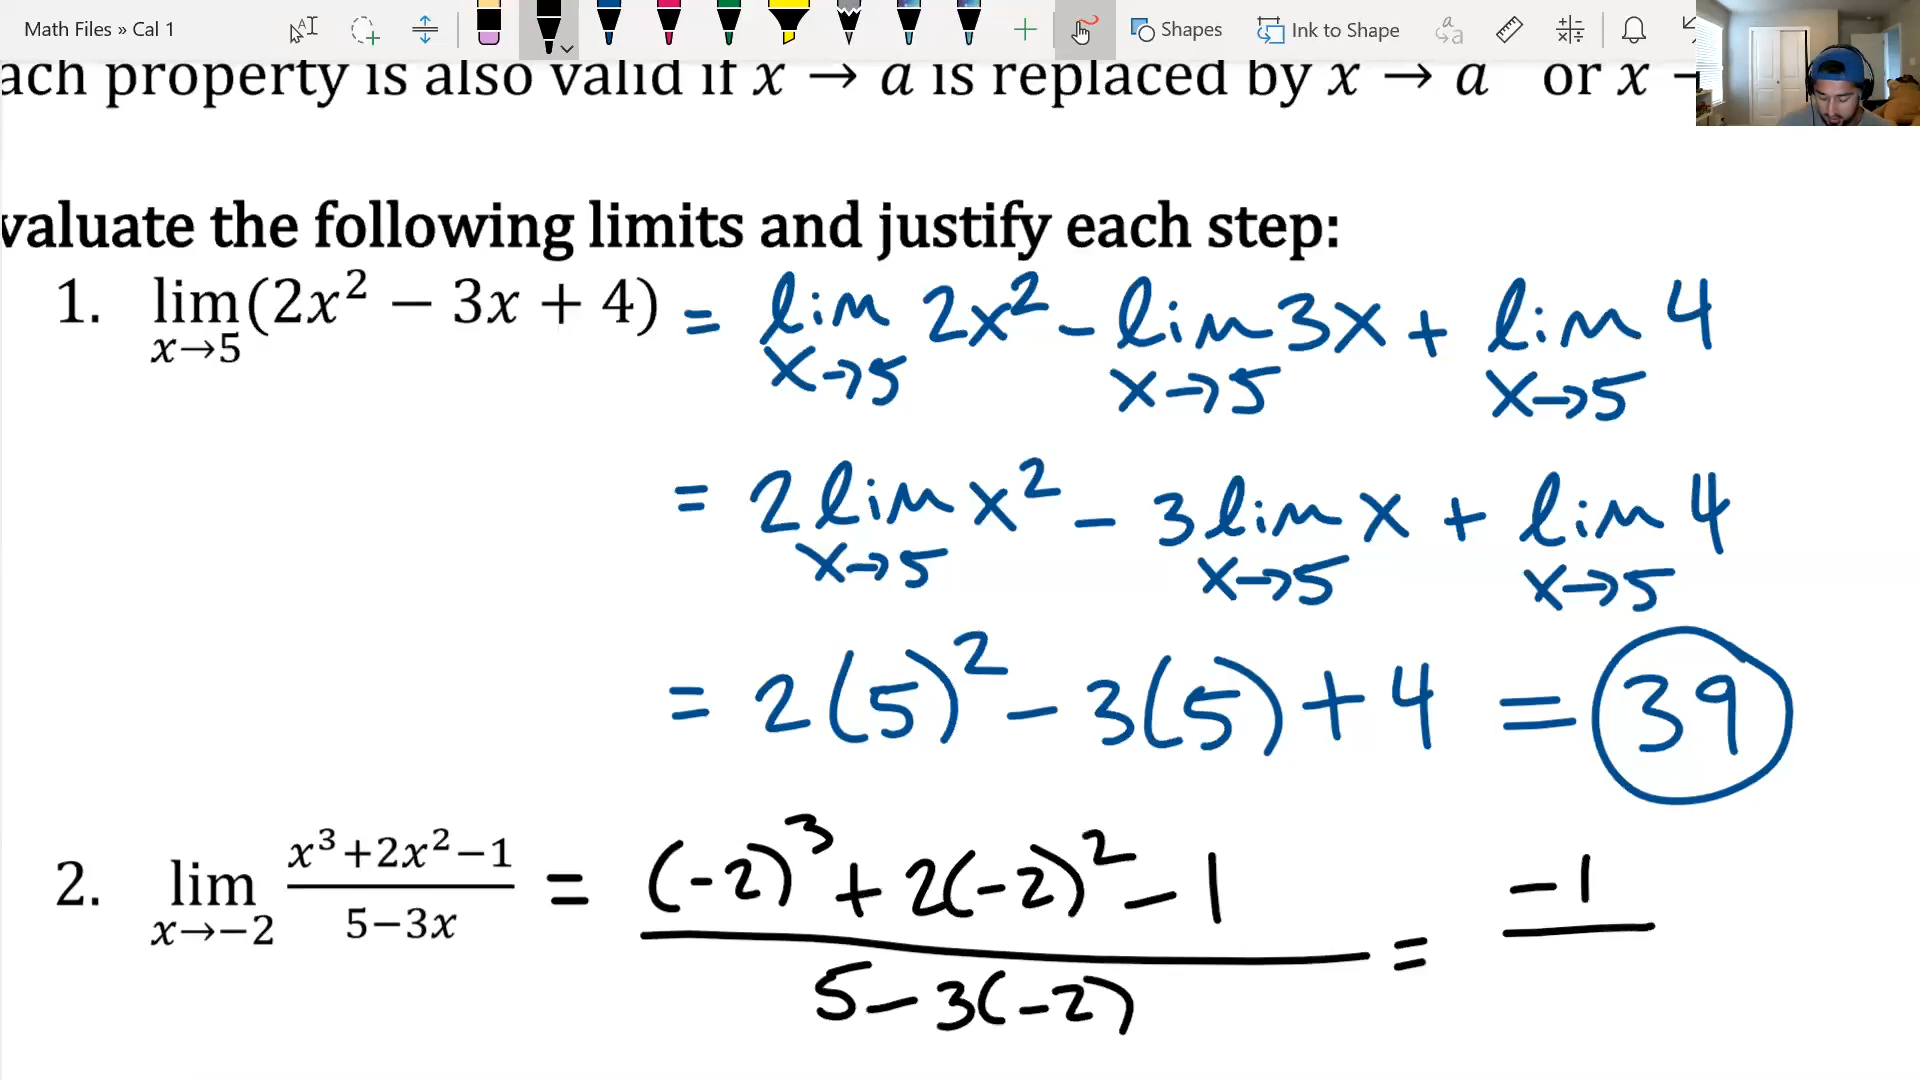 Math Files » Cal 1 Shapes Ink to Shape
ach property is also valid if x → a is replaced by x → a or x →
valuate the following limits and justify each step:
1. lim x→5 (2x² − 3x + 4) = lim x→5 2x² − lim x→5 3x + lim x→5 4
= 2 lim x→5 x² − 3 lim x→5 x + lim x→5 4
= 2(5)² − 3(5) + 4 = 39
2. lim x→−2 x³+2x²−1 / 5−3x = (-2)³ + 2(-2)² − 1 / 5 − 3(-2) = −1 /